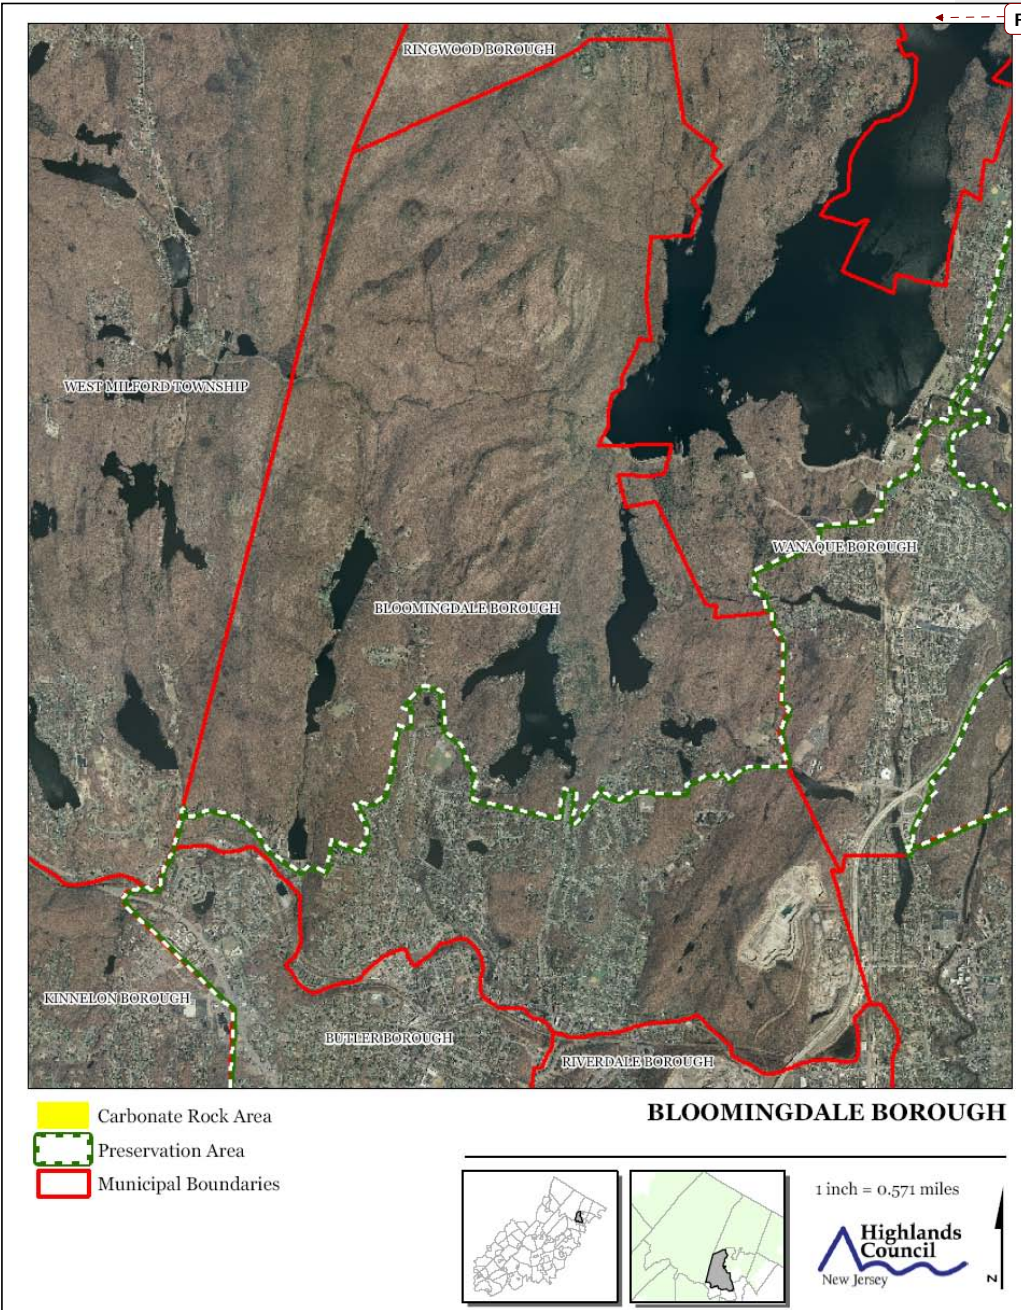 RINGWOOD BOROUGH
WEST MILFORD TOWNSHIP
WANAQUE BOROUGH
BLOOMINGDALE BOROUGH
KINNELON BOROUGH
BUTLER BOROUGH
RIVERDALE BOROUGH
Carbonate Rock Area
Preservation Area
Municipal Boundaries
BLOOMINGDALE BOROUGH
1 inch = 0.571 miles
Highlands
Council
New Jersey
N